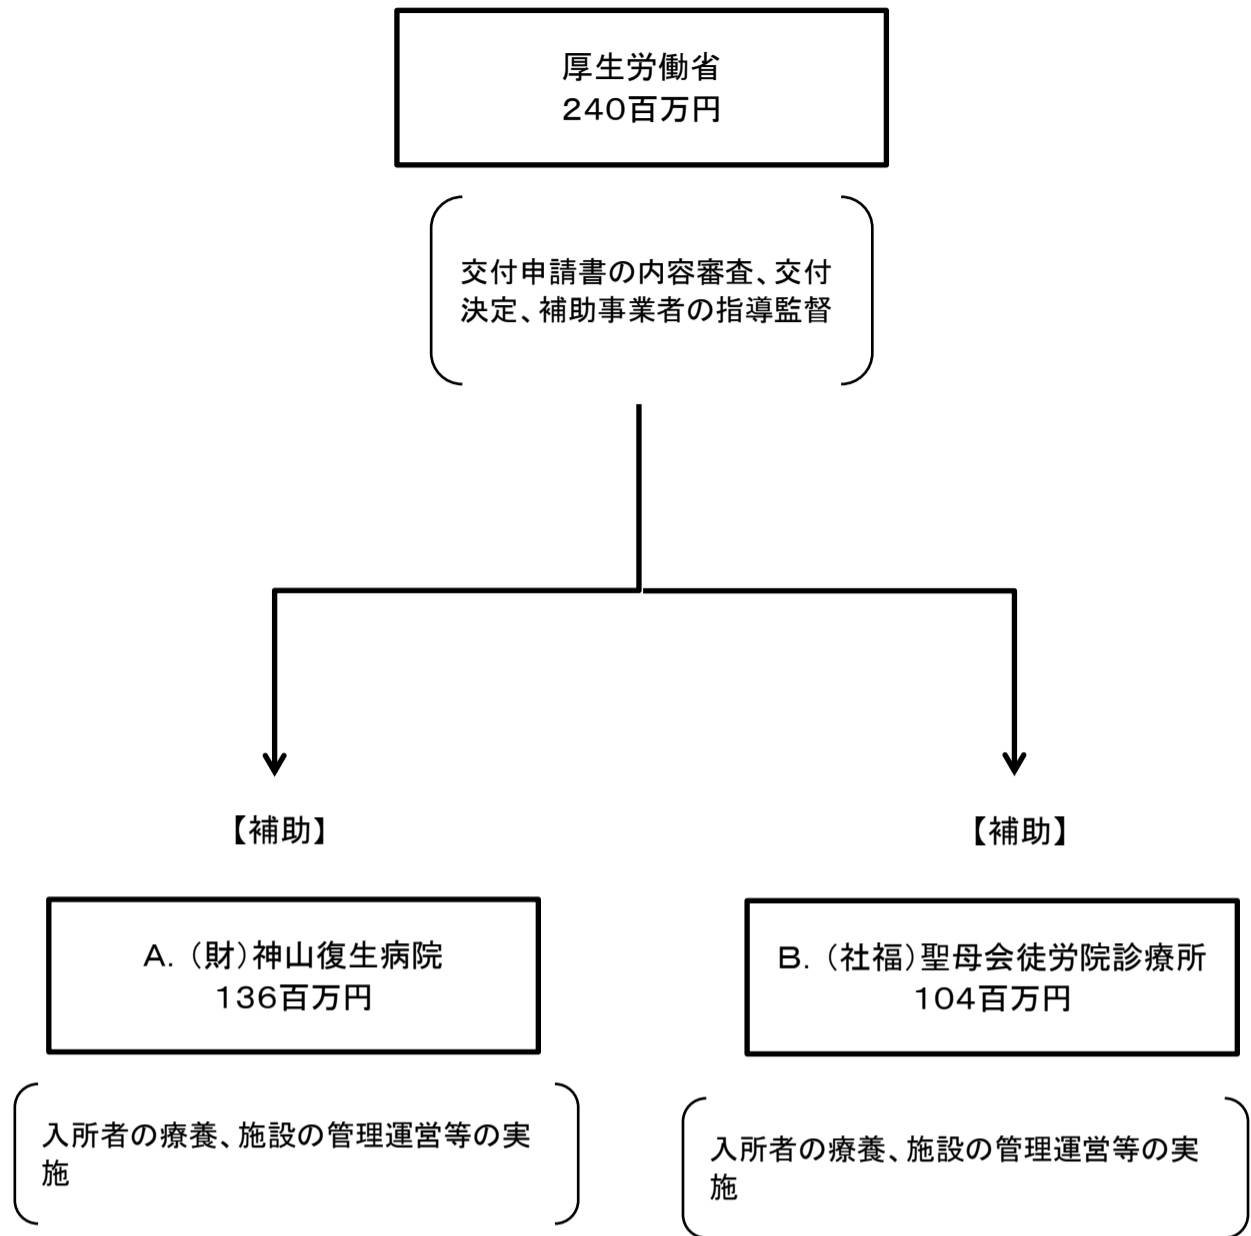 厚生労働省
240百万円
交付申請書の内容審査、交付
決定、補助事業者の指導監督
【補助】
【補助】
A.（財）神山復生病院
136百万円
B.（社福）聖母会徒労院診療所
104百万円
入所者の療養、施設の管理運営等の実
施
入所者の療養、施設の管理運営等の実
施